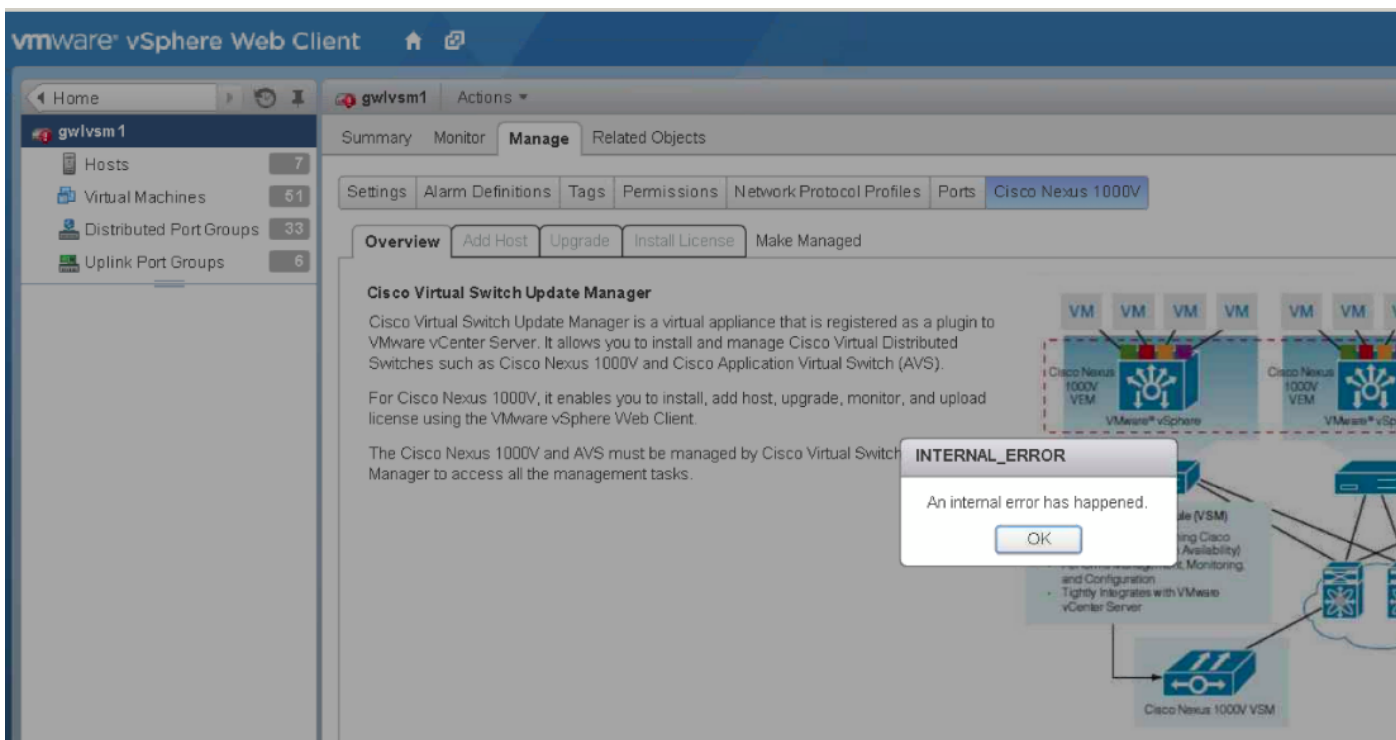 vmware® vSphere Web Client
Home
gwlvsm1 Actions
gwlvsm1
Hosts 7
Virtual Machines 51
Distributed Port Groups 33
Uplink Port Groups 6
Summary Monitor Manage Related Objects
Settings Alarm Definitions Tags Permissions Network Protocol Profiles Ports Cisco Nexus 1000V
Overview Add Host Upgrade Install License Make Managed
Cisco Virtual Switch Update Manager
Cisco Virtual Switch Update Manager is a virtual appliance that is registered as a plugin to
VMware vCenter Server. It allows you to install and manage Cisco Virtual Distributed
Switches such as Cisco Nexus 1000V and Cisco Application Virtual Switch (AVS).
For Cisco Nexus 1000V, it enables you to install, add host, upgrade, monitor, and upload
license using the VMware vSphere Web Client.
The Cisco Nexus 1000V and AVS must be managed by Cisco Virtual Switch
Manager to access all the management tasks.
VM VM VM VM VM VM
Cisco Nexus
1000V
VEM
VMware® vSphere
Cisco Nexus
1000V
VEM
INTERNAL_ERROR
An internal error has happened.
OK
(VSM)
Cisco
Availability)
Monitoring,
and Configuration
Tightly Integrates with VMware
vCenter Server
Cisco Nexus 1000V VSM